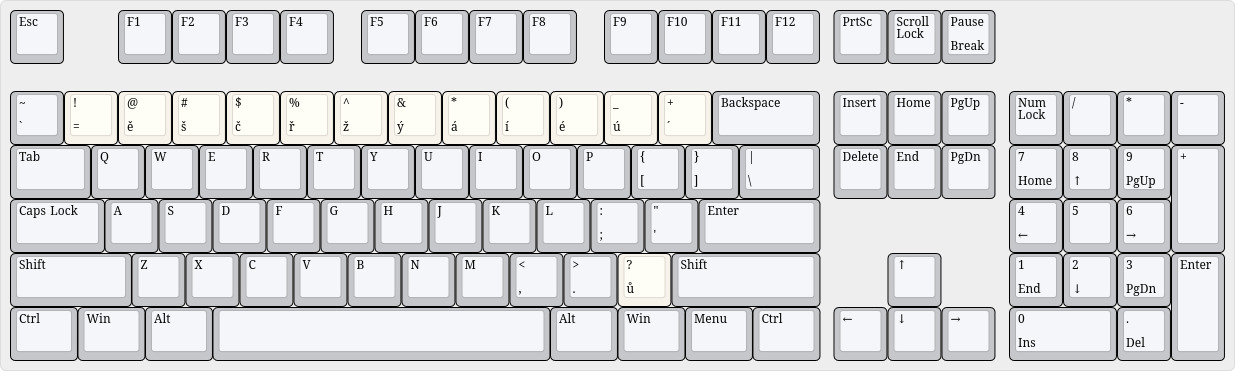 Esc F1 F2 F3 F4 F5 F6 F7 F8 F9 F10 F11 F12 PrtSc Scroll Pause
Lock
Break
~ ! @ # $ % ^ & * ( ) _ + Backspace Insert Home PgUp Num / * -
Lock
` = ě š č ř ž ý á í é ú ´
Tab Q W E R T Y U I O P { } | Delete End PgDn 7 8 9 +
[ ] \ Home ↑ PgUp
Caps Lock A S D F G H J K L : " Enter 4 5 6
; ' ← →
Shift Z X C V B N M < > ? Shift ↑ 1 2 3 Enter
, . ů End ↓ PgDn
Ctrl Win Alt Alt Win Menu Ctrl ← ↓ → 0 .
Ins Del